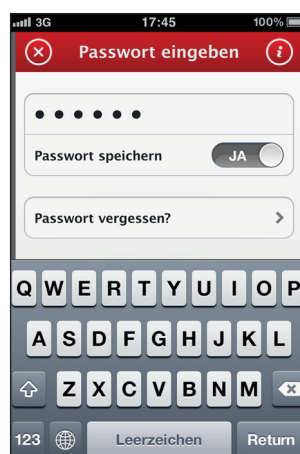 3G 17:45 100%
Passwort eingeben
Passwort speichern JA
Passwort vergessen?
Q W E R T Y U I O P
A S D F G H J K L
Z X C V B N M
123 Leerzeichen Return